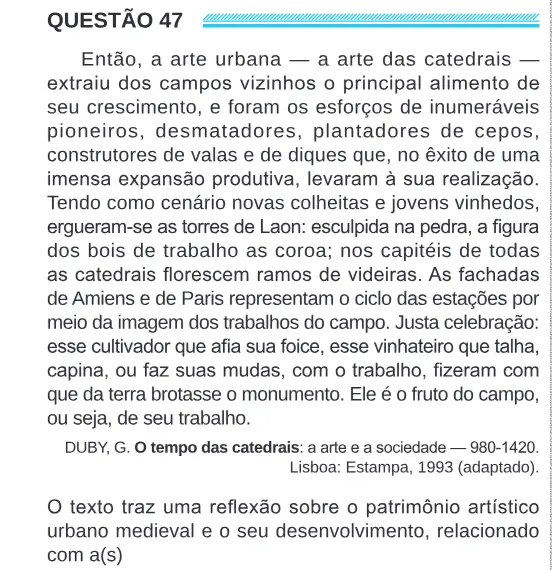 QUESTÃO 47
Então, a arte urbana — a arte das catedrais —
extraiu dos campos vizinhos o principal alimento de
seu crescimento, e foram os esforços de inumeráveis
pioneiros, desmatadores, plantadores de cepos,
construtores de valas e de diques que, no êxito de uma
imensa expansão produtiva, levaram à sua realização.
Tendo como cenário novas colheitas e jovens vinhedos,
ergueram-se as torres de Laon: esculpida na pedra, a figura
dos bois de trabalho as coroa; nos capitéis de todas
as catedrais florescem ramos de videiras. As fachadas
de Amiens e de Paris representam o ciclo das estações por
meio da imagem dos trabalhos do campo. Justa celebração:
esse cultivador que afia sua foice, esse vinhateiro que talha,
capina, ou faz suas mudas, com o trabalho, fizeram com
que da terra brotasse o monumento. Ele é o fruto do campo,
ou seja, de seu trabalho.
DUBY, G. O tempo das catedrais: a arte e a sociedade — 980-1420.
Lisboa: Estampa, 1993 (adaptado).
O texto traz uma reflexão sobre o patrimônio artístico
urbano medieval e o seu desenvolvimento, relacionado
com a(s)